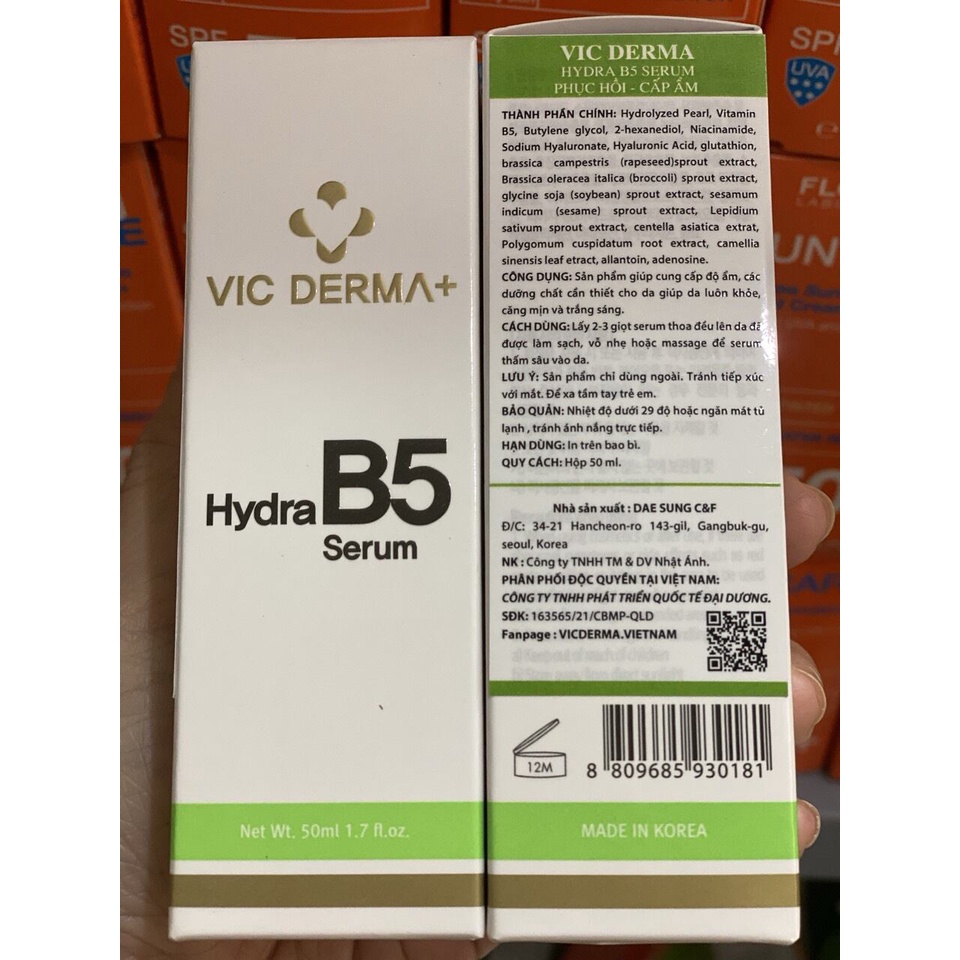 VIC DERMA+
Hydra B5
Serum
Net Wt. 50ml 1.7 fl.oz.
VIC DERMA
HYDRA B5 SERUM
PHỤC HỒI - CẤP ẨM
THÀNH PHẦN CHÍNH: Hydrolyzed Pearl, Vitamin
B5, Butylene glycol, 2-hexanediol, Niacinamide,
Sodium Hyaluronate, Hyaluronic Acid, glutathion,
brassica campestris (rapeseed)sprout extract,
Brassica oleracea italica (broccoli) sprout extract,
glycine soja (soybean) sprout extract, sesamum
indicum (sesame) sprout extract, Lepidium
sativum sprout extract, centella asiatica extrat,
Polygomum cuspidatum root extract, camellia
sinensis leaf etract, allantoin, adenosine.
CÔNG DỤNG: Sản phẩm giúp cung cấp độ ẩm, các
dưỡng chất cần thiết cho da giúp da luôn khỏe,
căng mịn và trắng sáng.
CÁCH DÙNG: Lấy 2-3 giọt serum thoa đều lên da đã
được làm sạch, vỗ nhẹ hoặc massage để serum
thấm sâu vào da.
LƯU Ý: Sản phẩm chỉ dùng ngoài. Tránh tiếp xúc
với mắt. Để xa tầm tay trẻ em.
BẢO QUẢN: Nhiệt độ dưới 29 độ hoặc ngăn mát tủ
lạnh , tránh ánh nắng trực tiếp.
HẠN DÙNG: In trên bao bì.
QUY CÁCH: Hộp 50 ml.
Nhà sản xuất : DAE SUNG C&F
Đ/C: 34-21 Hancheon-ro 143-gil, Gangbuk-gu,
seoul, Korea
NK : Công ty TNHH TM & DV Nhật Ánh.
PHÂN PHỐI ĐỘC QUYỀN TẠI VIỆT NAM:
CÔNG TY TNHH PHÁT TRIỂN QUỐC TẾ ĐẠI DƯƠNG.
SĐK: 163565/21/CBMP-QLD
Fanpage : VICDERMA.VIETNAM
12M
8 809685 930181
MADE IN KOREA
SPF
UVA
SPF
UVA